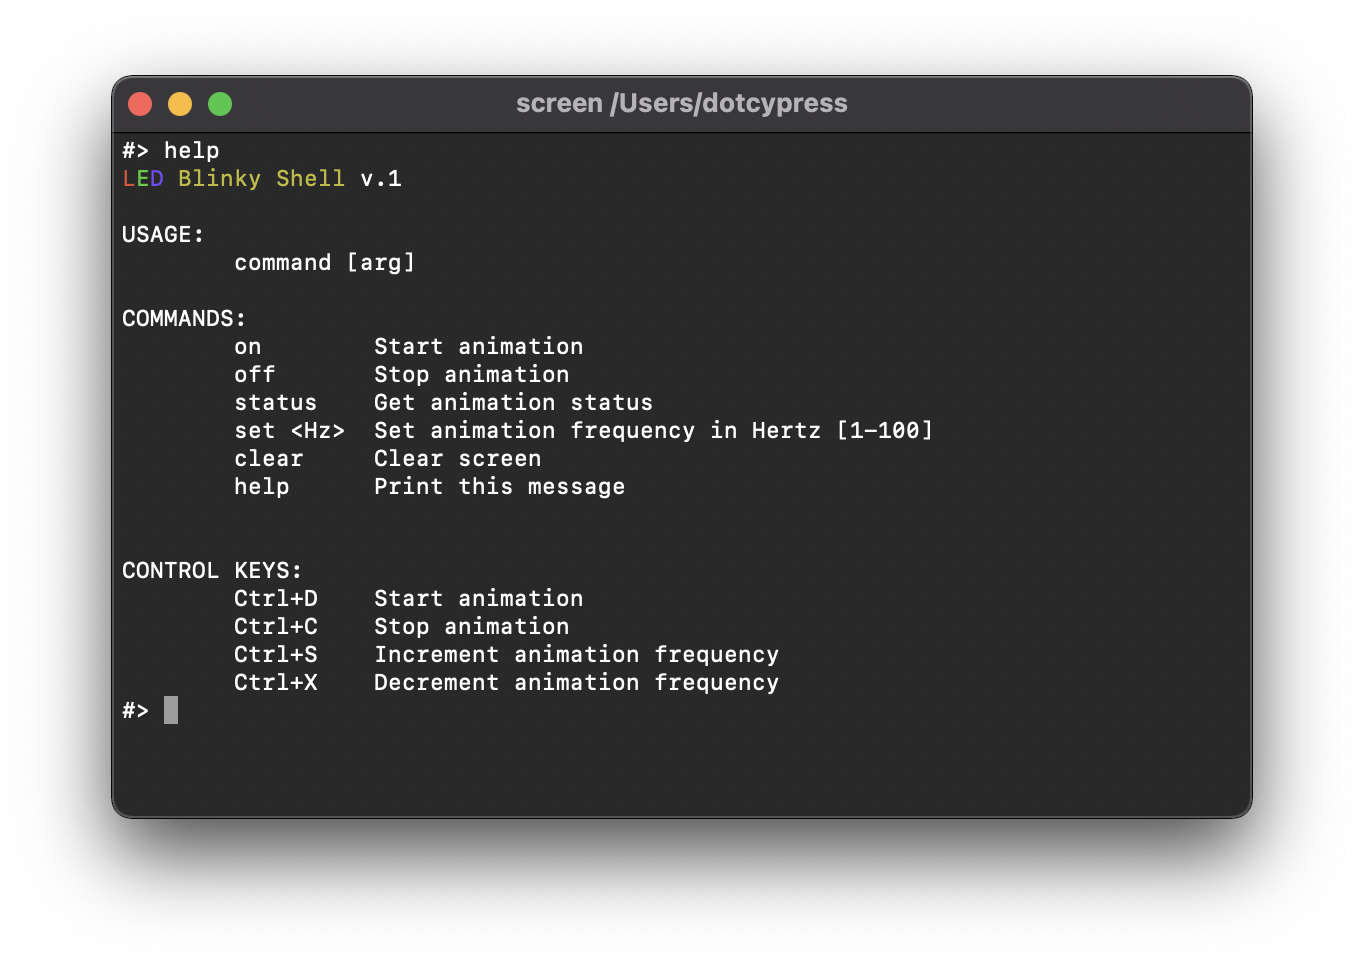 screen /Users/dotcypress
#> help
LED Blinky Shell v.1
USAGE:
command [arg]
COMMANDS:
on Start animation
off Stop animation
status Get animation status
set <Hz> Set animation frequency in Hertz [1-100]
clear Clear screen
help Print this message
CONTROL KEYS:
Ctrl+D Start animation
Ctrl+C Stop animation
Ctrl+S Increment animation frequency
Ctrl+X Decrement animation frequency
#>